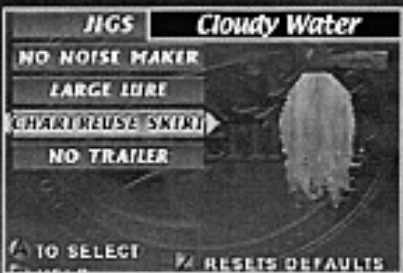 JIGS
Cloudy Water
NO NOISE MAKER
LARGE LURE
CHARTREUSE SKIRT
NO TRAILER
A TO SELECT
Z RESETS DEFAULTS